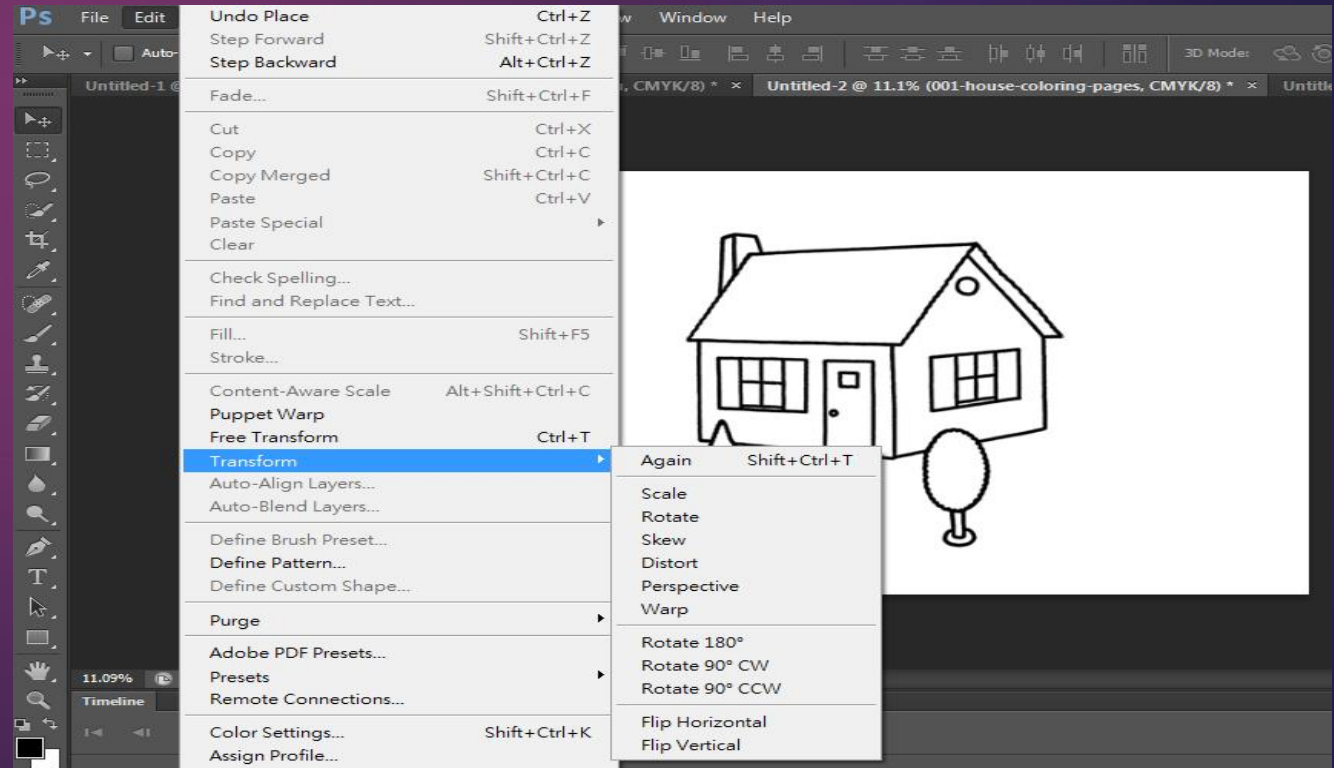 Ps File Edit Window Help
Auto-
3D Mode:
Untitled-1 @
, CMYK/8) * × Untitled-2 @ 11.1% (001-house-coloring-pages, CMYK/8) * ×
Undo Place Ctrl+Z
Step Forward Shift+Ctrl+Z
Step Backward Alt+Ctrl+Z
Fade... Shift+Ctrl+F
Cut Ctrl+X
Copy Ctrl+C
Copy Merged Shift+Ctrl+C
Paste Ctrl+V
Paste Special
Clear
Check Spelling...
Find and Replace Text...
Fill... Shift+F5
Stroke...
Content-Aware Scale Alt+Shift+Ctrl+C
Puppet Warp
Free Transform Ctrl+T
Transform
Auto-Align Layers...
Auto-Blend Layers...
Define Brush Preset...
Define Pattern...
Define Custom Shape...
Purge
Adobe PDF Presets...
Presets
Remote Connections...
Color Settings... Shift+Ctrl+K
Assign Profile...
Again Shift+Ctrl+T
Scale
Rotate
Skew
Distort
Perspective
Warp
Rotate 180°
Rotate 90° CW
Rotate 90° CCW
Flip Horizontal
Flip Vertical
11.09%
Timeline